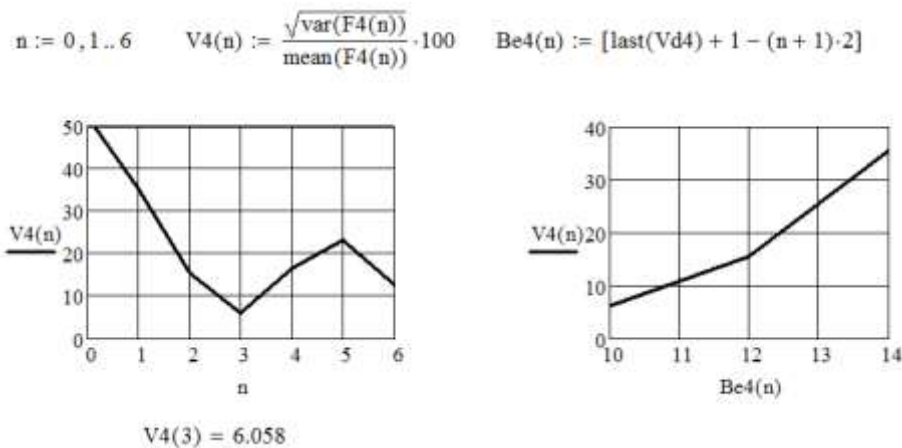 n := 0,1.. 6 V4(n) := √var(F4(n)) / mean(F4(n)) ·100 Be4(n) := [last(Vd4) + 1 − (n + 1)·2]
50
40
30
V4(n)
20
10
0
0 1 2 3 4 5 6
n
40
30
V4(n) 20
10
0
10 11 12 13 14
Be4(n)
V4(3) = 6.058